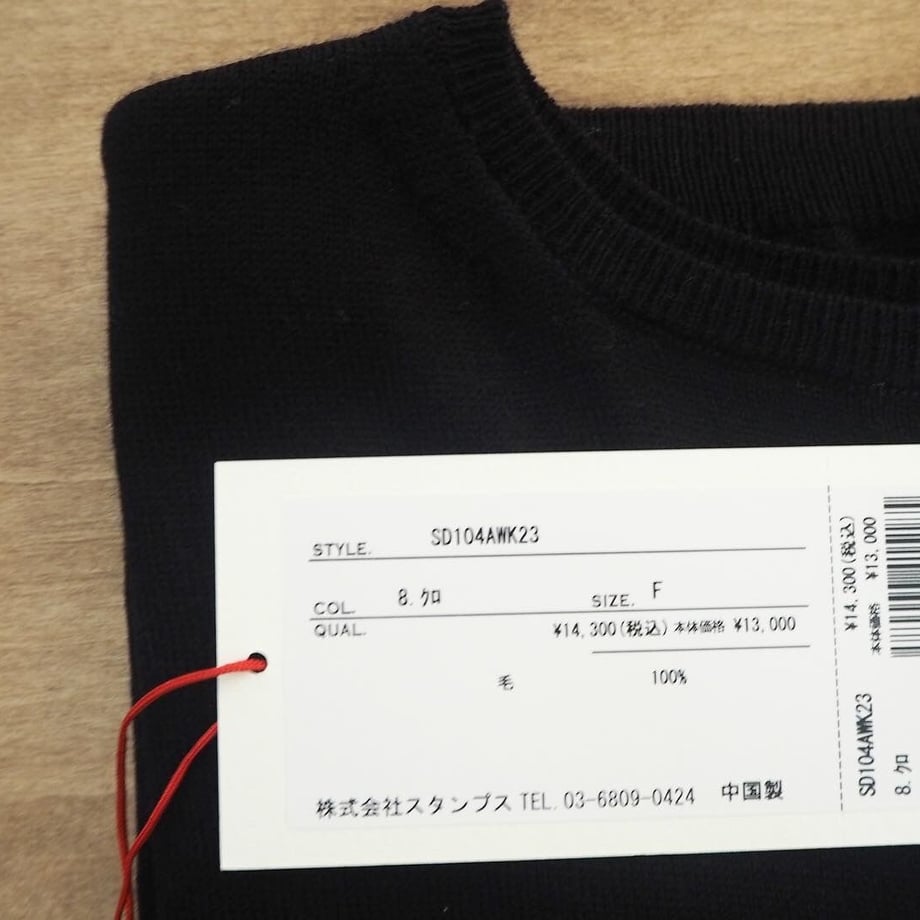 STYLE. SD104AWK23
COL. 8.ｸﾛ SIZE. F
QUAL. ¥14,300(税込) 本体価格 ¥13,000
毛 100%
株式会社スタンプス TEL.03-6809-0424 中国製
¥14,300(税込)
本体価格 ¥13,000
SD104AWK23
8.ｸﾛ